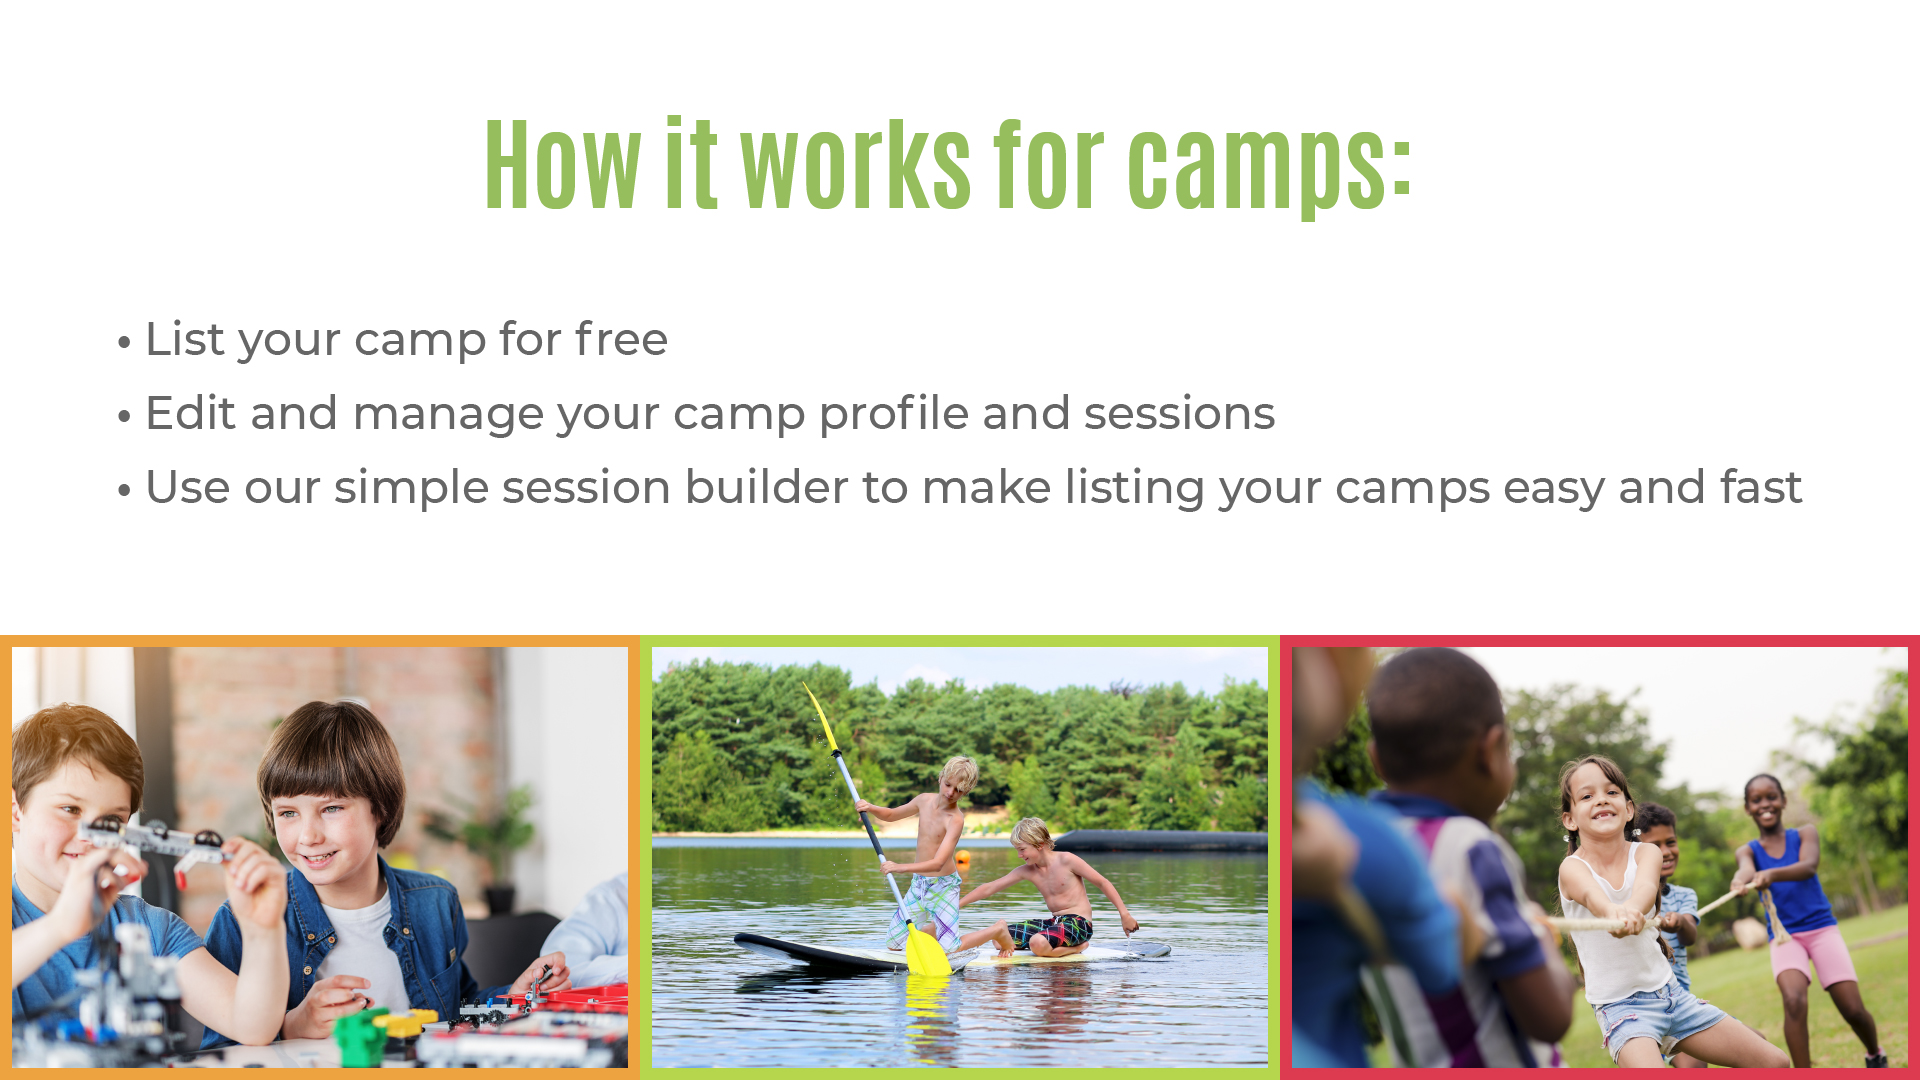 How it works for camps:
• List your camp for free
• Edit and manage your camp profile and sessions
• Use our simple session builder to make listing your camps easy and fast